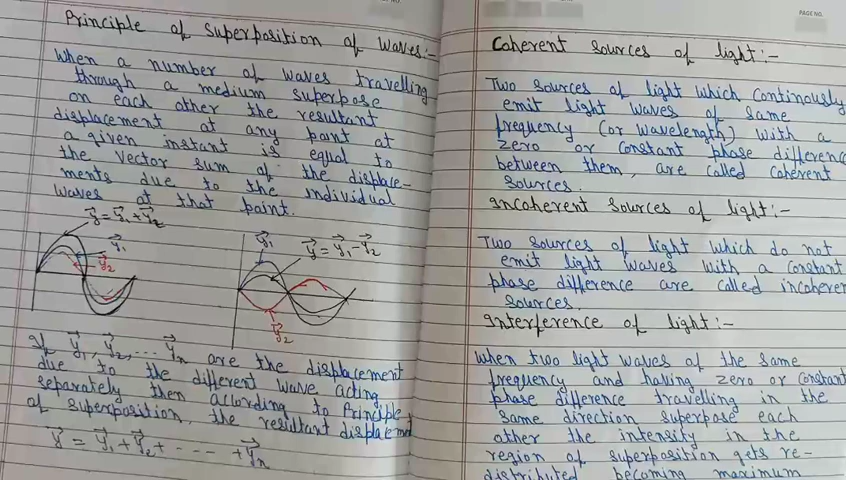 Principle of superposition of waves:-
When a number of waves travelling
through a medium superpose
on each other the resultant
displacement at any point at
a given instant is equal to
the vector sum of the displace-
ments due to the individual
waves at that point.
y⃗ = y⃗₁ + y⃗₂
y⃗₁
y⃗₂
y⃗₁
y⃗ = y⃗₁ - y⃗₂
y⃗₂
If y⃗₁, y⃗₂, ... y⃗n are the displacement
due to the different wave acting
separately then according to Principle
of superposition, the resultant displacement
y⃗ = y⃗₁ + y⃗₂ + - - - - + y⃗n
PAGE NO.
Coherent sources of light:-
Two sources of light which continously
emit light waves of same
frequency (or wavelength) with a
zero or constant phase difference
between them, are called coherent
sources.
Incoherent sources of light:-
Two sources of light which do not
emit light waves with a constant
phase difference are called incoheren
sources.
Interference of light:-
When two light waves of the same
frequency and having zero or constant
phase difference travelling in the
same direction superpose each
other the intensity in the
region of superposition gets re-
distributed becoming maximum